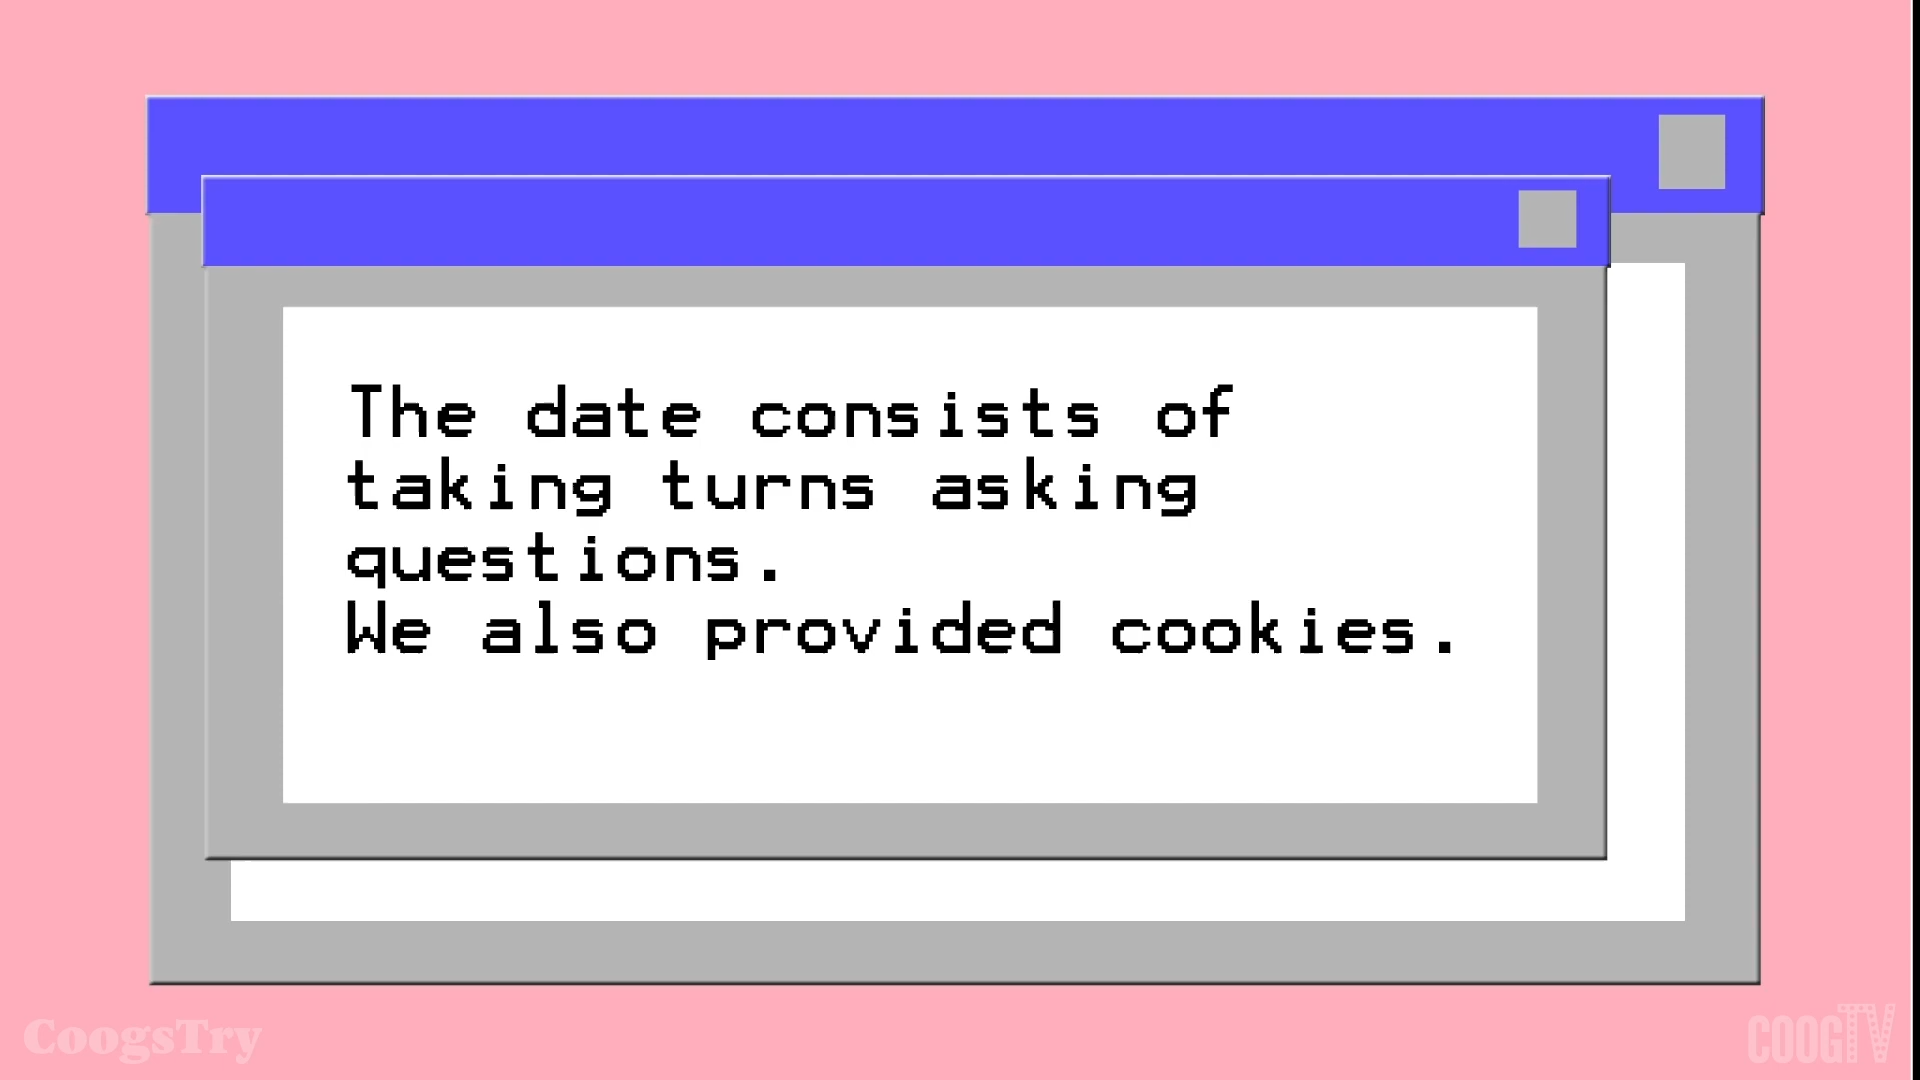 The date consists of
taking turns asking
questions.
We also provided cookies.
CoogsTry
COOGTV